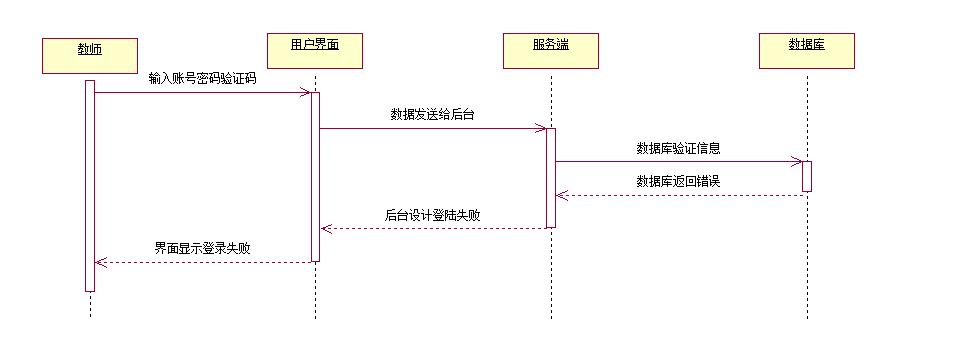 教师
用户界面
服务端
数据库
输入账号密码验证码
数据发送给后台
数据库验证信息
数据库返回错误
后台设计登陆失败
界面显示登录失败